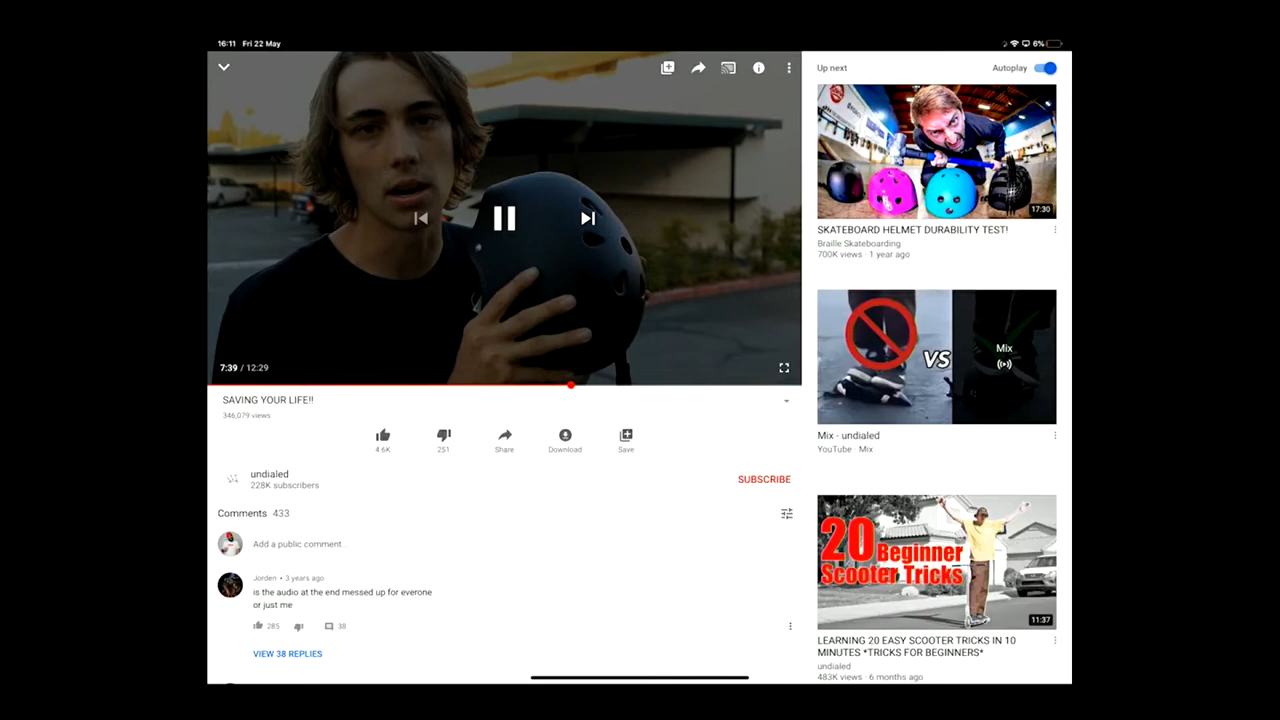 16:11 Fri 22 May
6%
7:39 / 12:29
SAVING YOUR LIFE!!
346,079 views
4.6K
251
Share
Download
Save
undialed
228K subscribers
SUBSCRIBE
Comments 433
Add a public comment...
Jorden • 3 years ago
is the audio at the end messed up for everone
or just me
285
38
VIEW 38 REPLIES
Up next
Autoplay
17:30
SKATEBOARD HELMET DURABILITY TEST!
Braille Skateboarding
700K views · 1 year ago
VS
Mix
Mix - undialed
YouTube · Mix
20 Beginner
Scooter Tricks
11:37
LEARNING 20 EASY SCOOTER TRICKS IN 10
MINUTES *TRICKS FOR BEGINNERS*
undialed
483K views · 6 months ago